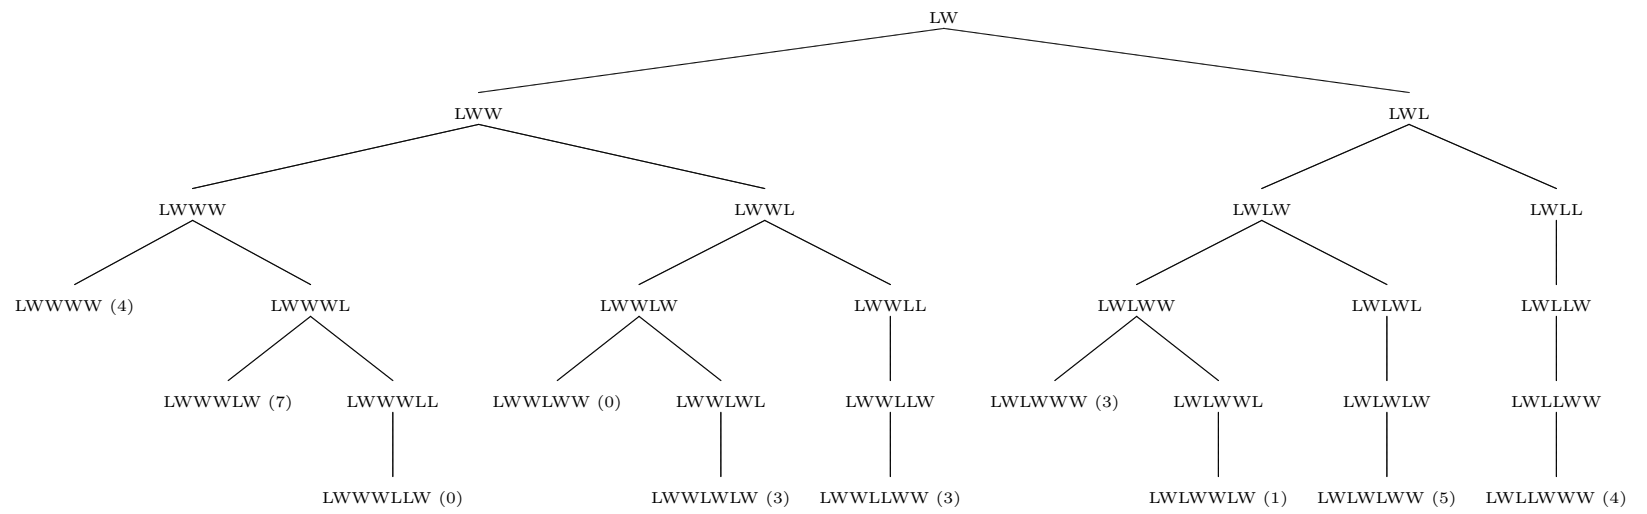 LW
LWW LWL
LWWW LWWL LWLW LWLL
LWWWW (4) LWWWL LWWLW LWWLL LWLWW LWLWL LWLLW
LWWWLW (7) LWWWLL LWWLWW (0) LWWLWL LWWLLW LWLWWW (3) LWLWWL LWLWLW LWLLWW
LWWWLLW (0) LWWLWLW (3) LWWLLWW (3) LWLWWLW (1) LWLWLWW (5) LWLLWWW (4)